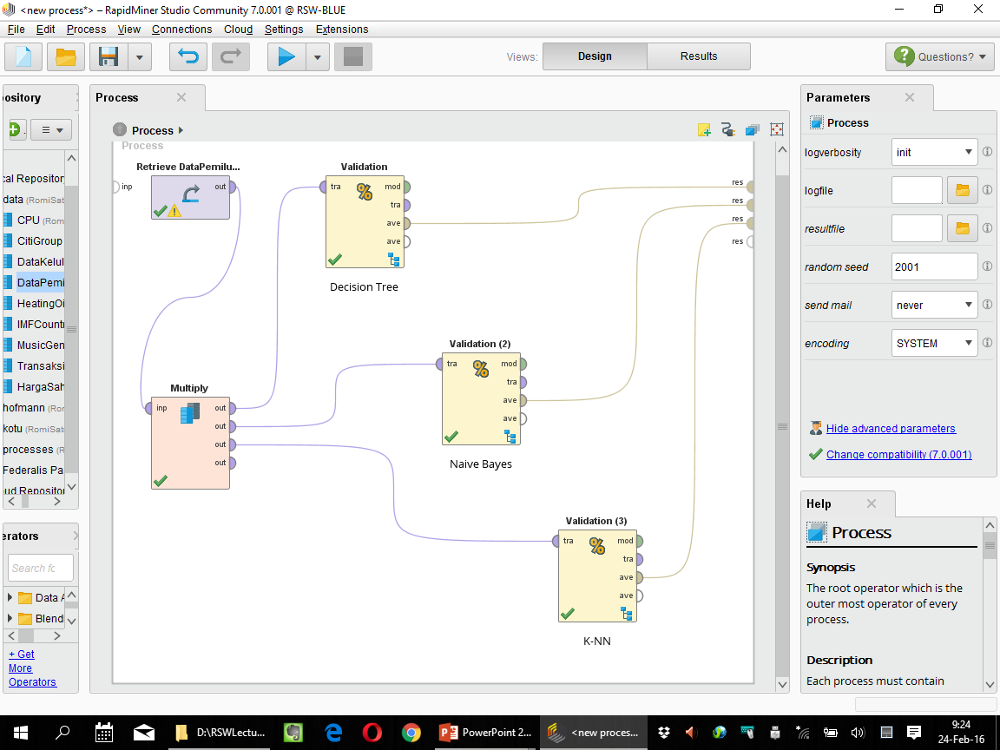 <new process*> – RapidMiner Studio Community 7.0.001 @ RSW-BLUE
File Edit Process View Connections Cloud Settings Extensions
Views: Design Results Questions?
ository
cal Repositor
data (RomiSat
CPU (Rom
CitiGroup
DataKelul
DataPemi
HeatingOi
IMFCountr
MusicGen
Transaksi
HargaSah
hofmann (Ror
kotu (RomiSat
processes (R
Federalis Pa
ud Repositor
erators
Search fc
Data A
Blend
+ Get
More
Operators
Process
Process
Process
inp
Retrieve DataPemilu...
out
Multiply
inp out
out
out
out
Validation
tra mod
tra
ave
ave
Decision Tree
Validation (2)
tra mod
tra
ave
ave
Naive Bayes
Validation (3)
tra mod
tra
ave
ave
K-NN
res
res
res
res
Parameters
Process
logverbosity init
logfile
resultfile
random seed 2001
send mail never
encoding SYSTEM
Hide advanced parameters
Change compatibility (7.0.001)
Help
Process
Synopsis
The root operator which is the
outer most operator of every
process.
Description
Each process must contain
D:\RSWLectu...
PowerPoint 2...
<new proces...
9:24
24-Feb-16